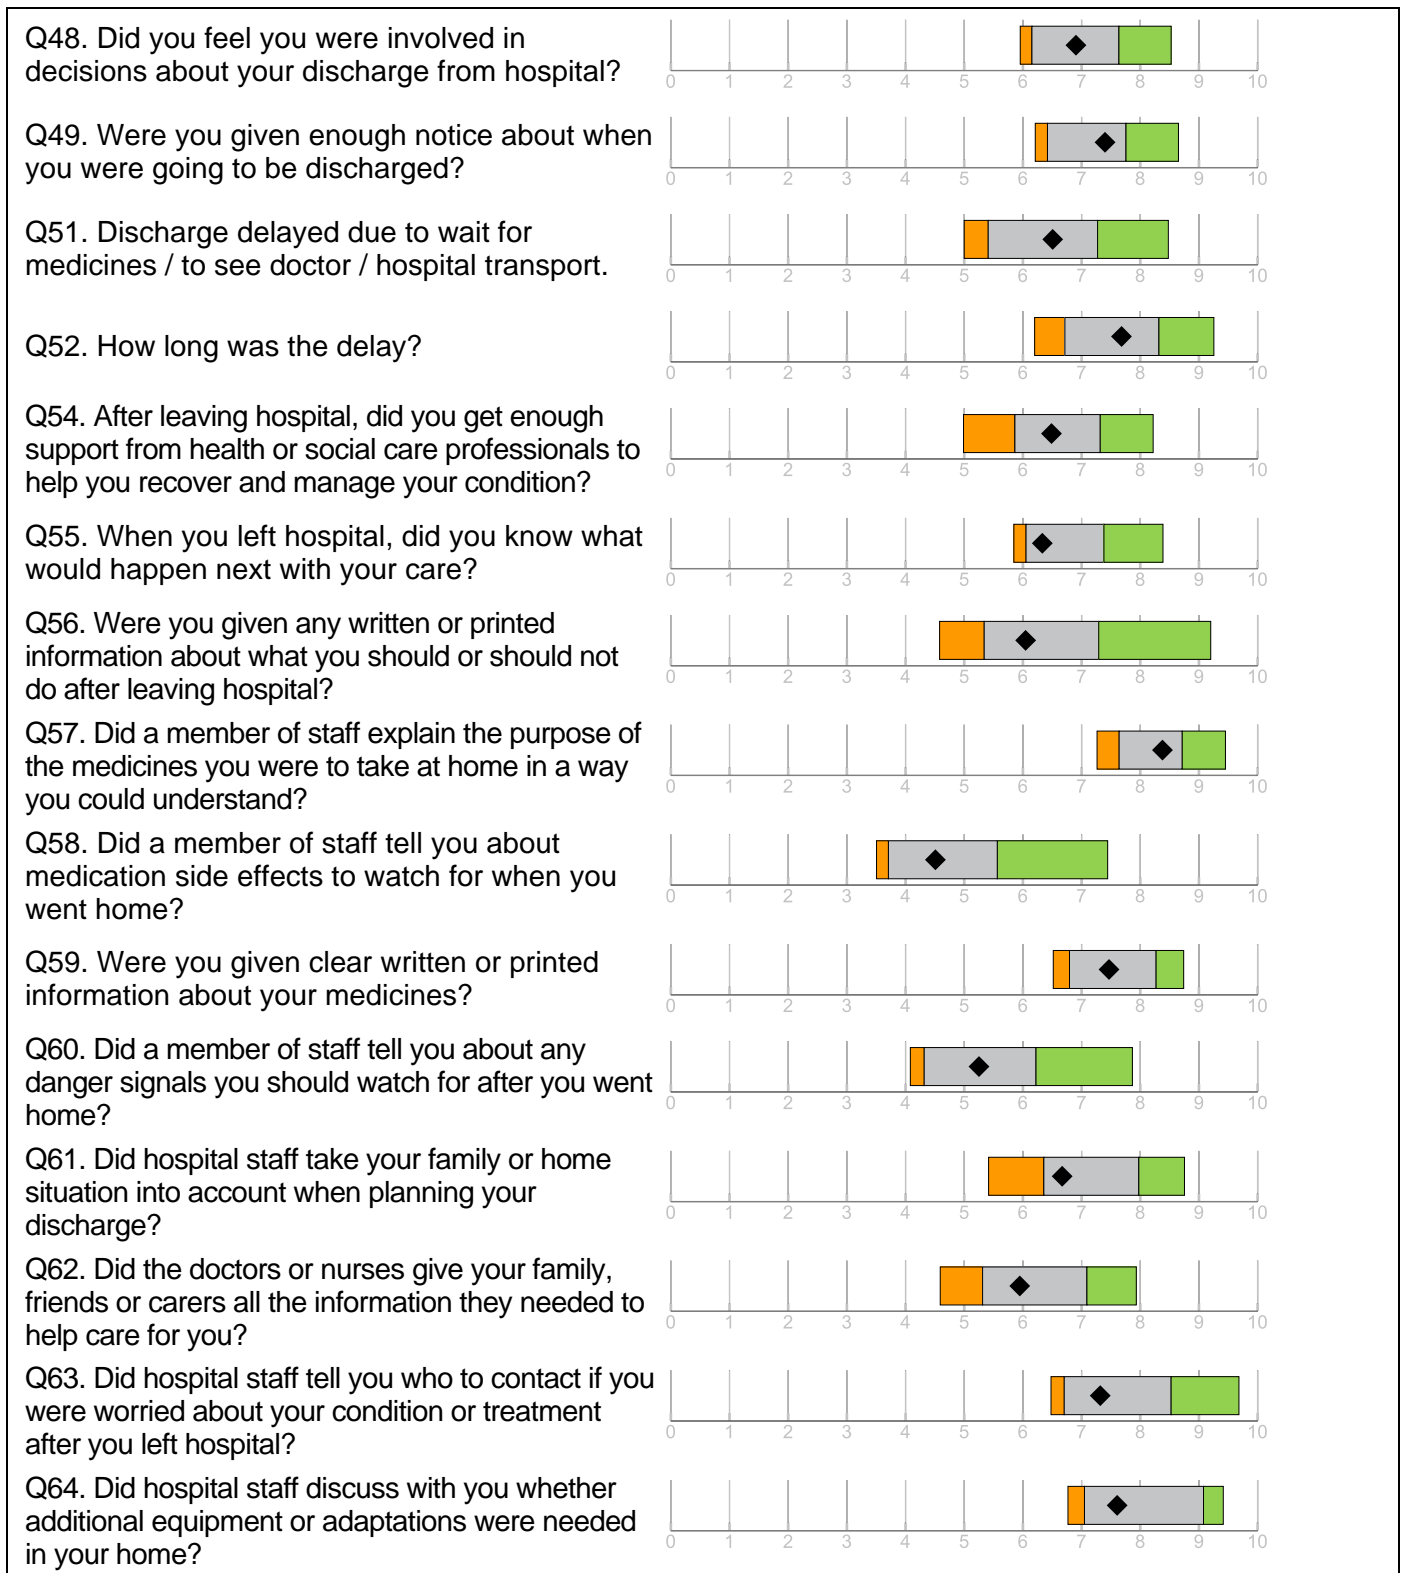 Q48. Did you feel you were involved in
decisions about your discharge from hospital?
0 1 2 3 4 5 6 7 8 9 10
Q49. Were you given enough notice about when
you were going to be discharged?
0 1 2 3 4 5 6 7 8 9 10
Q51. Discharge delayed due to wait for
medicines / to see doctor / hospital transport.
0 1 2 3 4 5 6 7 8 9 10
Q52. How long was the delay?
0 1 2 3 4 5 6 7 8 9 10
Q54. After leaving hospital, did you get enough
support from health or social care professionals to
help you recover and manage your condition?
0 1 2 3 4 5 6 7 8 9 10
Q55. When you left hospital, did you know what
would happen next with your care?
0 1 2 3 4 5 6 7 8 9 10
Q56. Were you given any written or printed
information about what you should or should not
do after leaving hospital?
0 1 2 3 4 5 6 7 8 9 10
Q57. Did a member of staff explain the purpose of
the medicines you were to take at home in a way
you could understand?
0 1 2 3 4 5 6 7 8 9 10
Q58. Did a member of staff tell you about
medication side effects to watch for when you
went home?
0 1 2 3 4 5 6 7 8 9 10
Q59. Were you given clear written or printed
information about your medicines?
0 1 2 3 4 5 6 7 8 9 10
Q60. Did a member of staff tell you about any
danger signals you should watch for after you went
home?
0 1 2 3 4 5 6 7 8 9 10
Q61. Did hospital staff take your family or home
situation into account when planning your
discharge?
0 1 2 3 4 5 6 7 8 9 10
Q62. Did the doctors or nurses give your family,
friends or carers all the information they needed to
help care for you?
0 1 2 3 4 5 6 7 8 9 10
Q63. Did hospital staff tell you who to contact if you
were worried about your condition or treatment
after you left hospital?
0 1 2 3 4 5 6 7 8 9 10
Q64. Did hospital staff discuss with you whether
additional equipment or adaptations were needed
in your home?
0 1 2 3 4 5 6 7 8 9 10